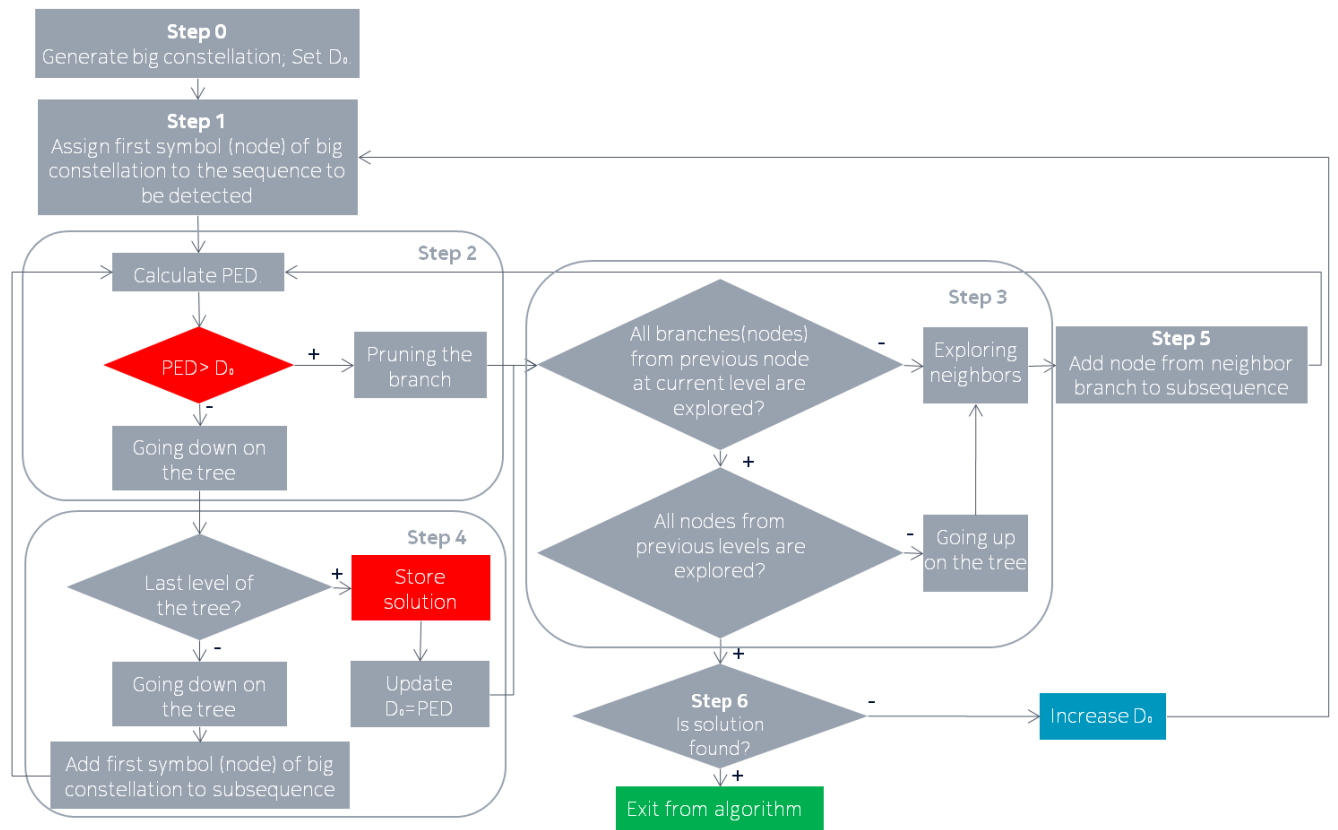 Step 0
Generate big constellation; Set D₀.
Step 1
Assign first symbol (node) of big
constellation to the sequence to
be detected
Step 2
Calculate PED.
PED> D₀
+
-
Pruning the
branch
Going down on
the tree
Step 3
All branches(nodes)
from previous node
at current level are
explored?
-
+
Exploring
neighbors
All nodes from
previous levels are
explored?
-
+
Going up
on the tree
Step 5
Add node from neighbor
branch to subsequence
Step 4
Last level of
the tree?
+
-
Store
solution
Update
D₀=PED
Going down on
the tree
Add first symbol (node) of big
constellation to subsequence
Step 6
Is solution
found?
-
+
Increase D₀
Exit from algorithm